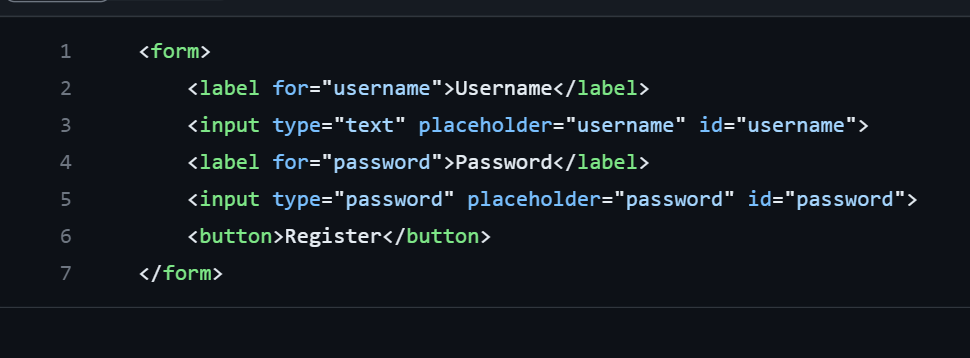 1 <form>
2 <label for="username">Username</label>
3 <input type="text" placeholder="username" id="username">
4 <label for="password">Password</label>
5 <input type="password" placeholder="password" id="password">
6 <button>Register</button>
7 </form>